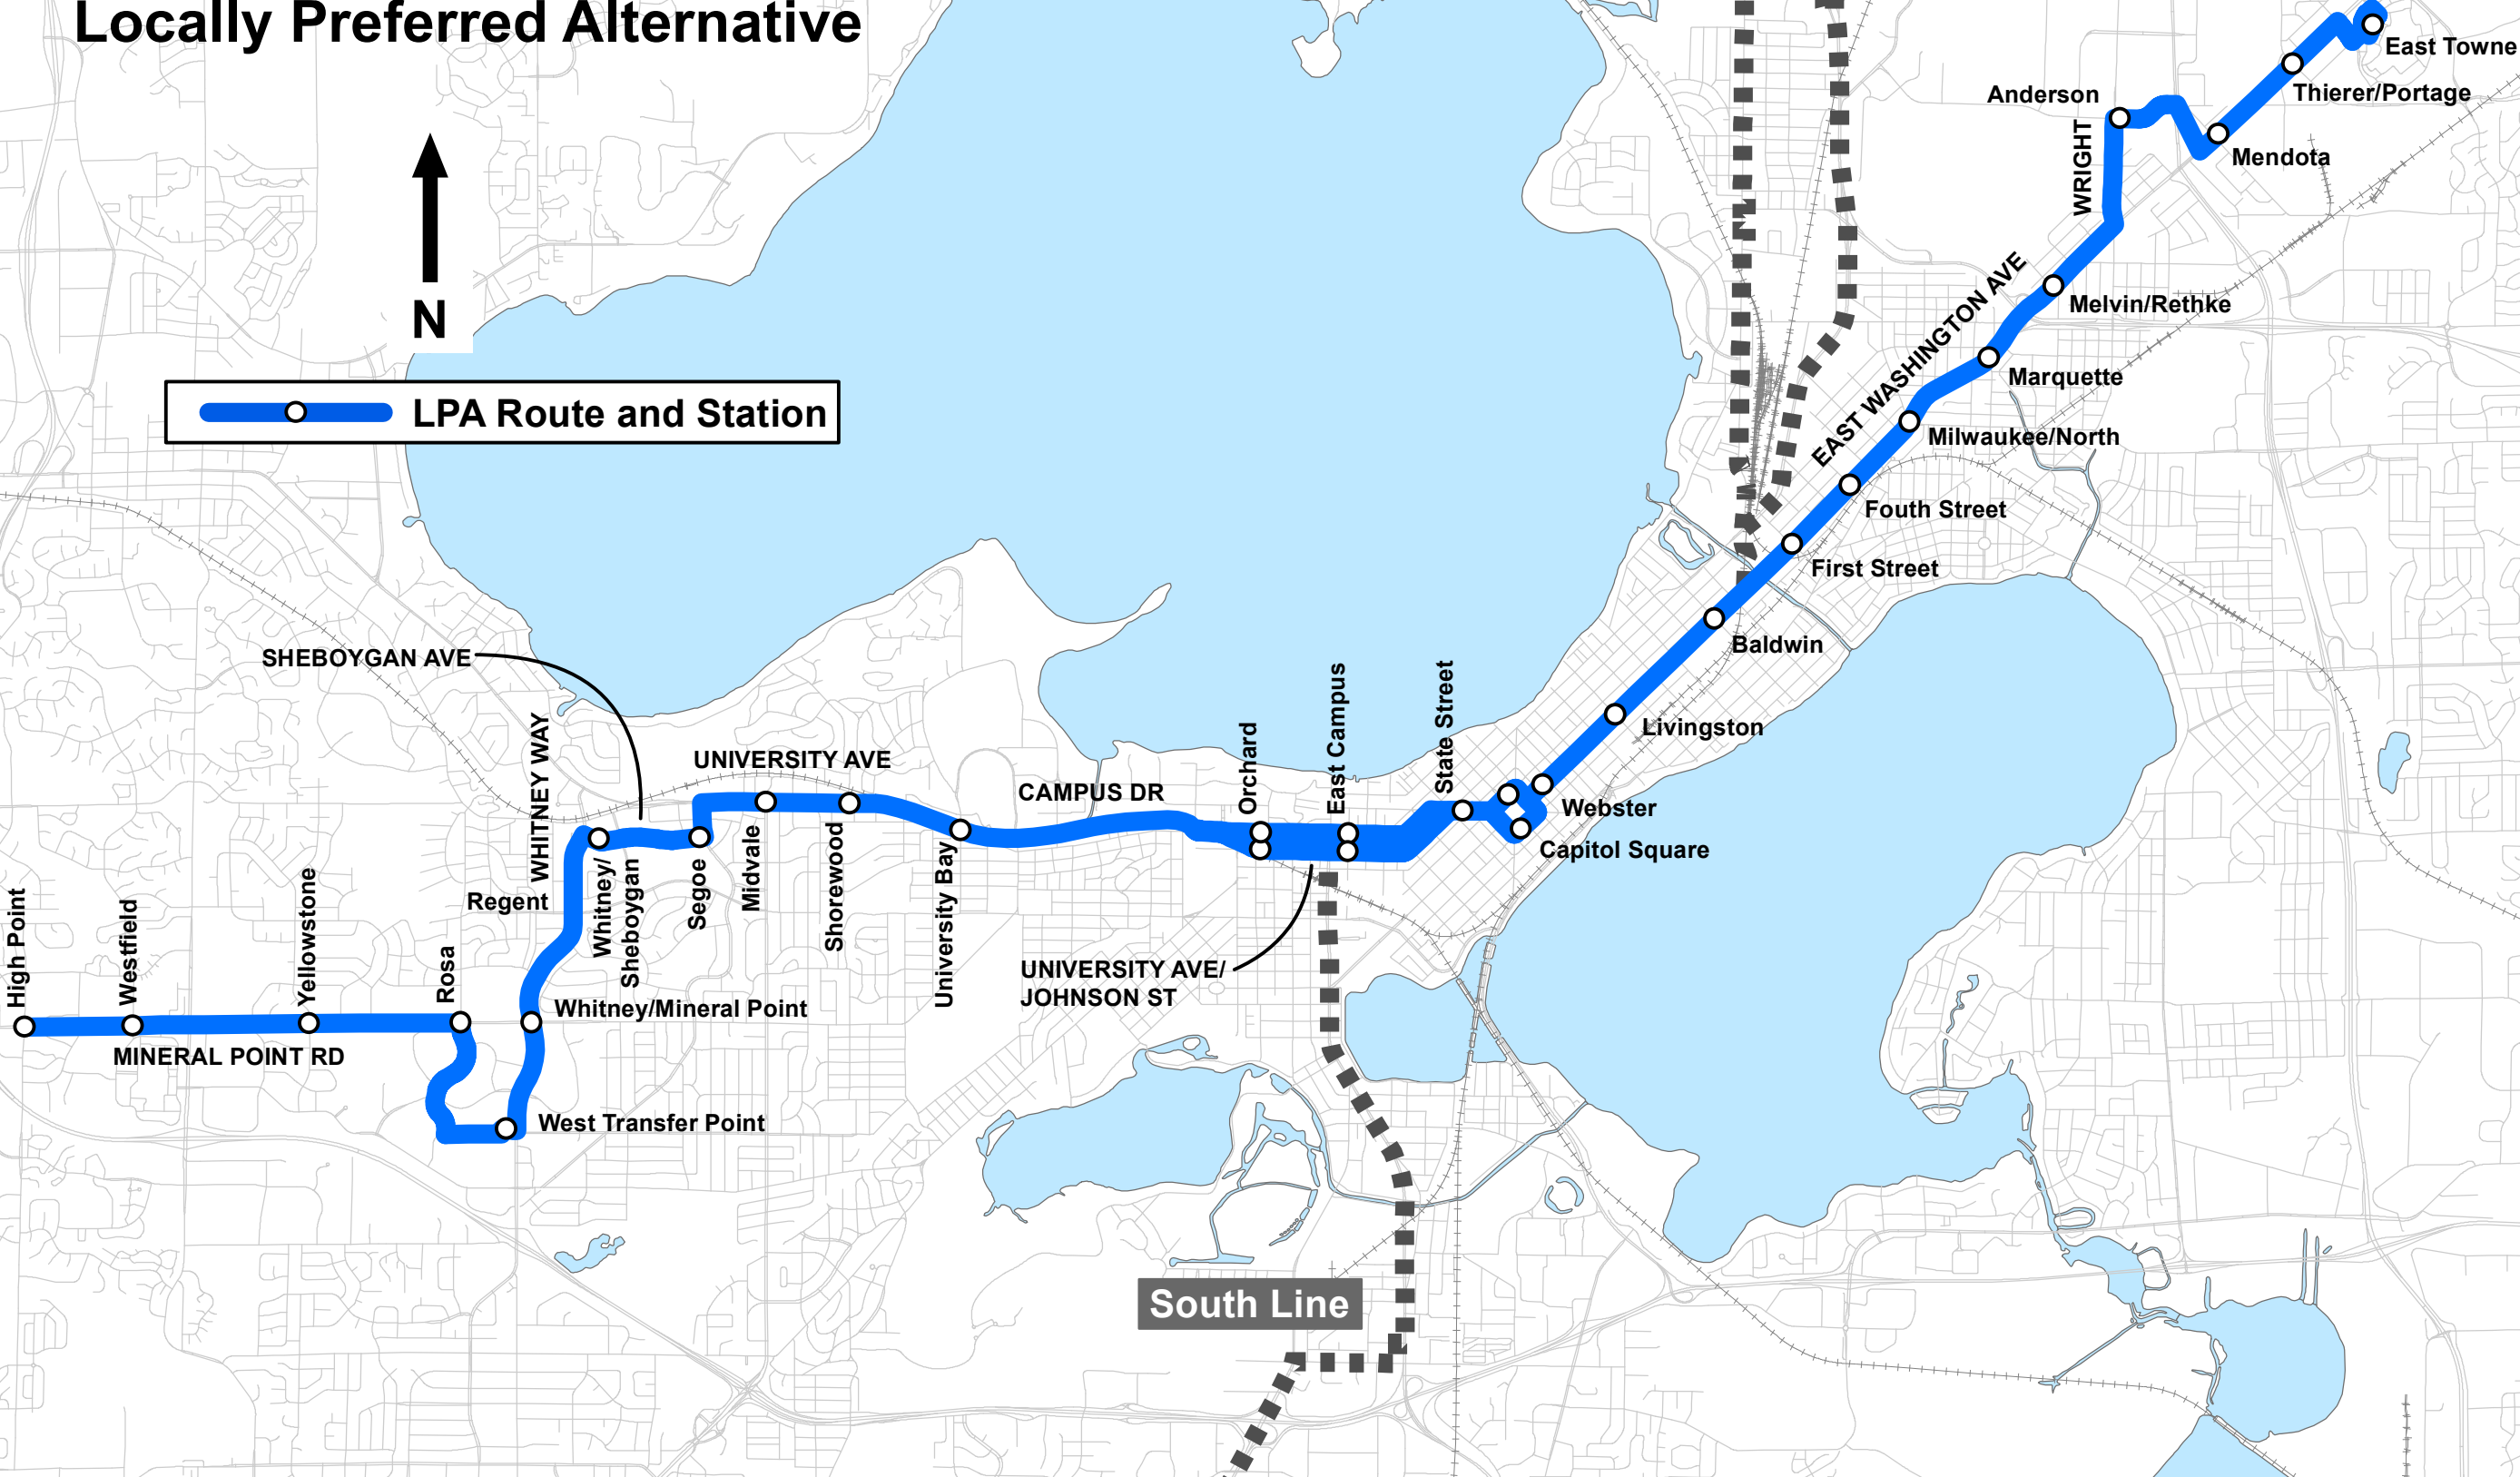 Locally Preferred Alternative
East Towne
Thierer/Portage
Anderson
Mendota
WRIGHT
N
Melvin/Rethke
EAST WASHINGTON AVE
Marquette
LPA Route and Station
Milwaukee/North
Fouth Street
First Street
Baldwin
SHEBOYGAN AVE
Livingston
State Street
East Campus
Orchard
UNIVERSITY AVE
CAMPUS DR
Webster
Capitol Square
WHITNEY WAY
Regent
Whitney/
Sheboygan
Segoe
Midvale
Shorewood
University Bay
High Point
Westfield
Yellowstone
Rosa
UNIVERSITY AVE/
JOHNSON ST
Whitney/Mineral Point
MINERAL POINT RD
West Transfer Point
South Line